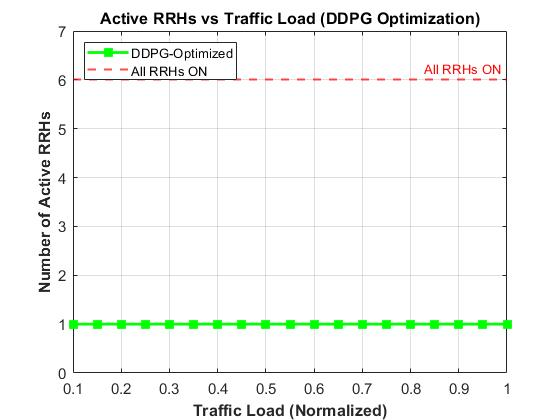 Active RRHs vs Traffic Load (DDPG Optimization)
7
6
5
4
3
2
1
0
Number of Active RRHs
DDPG-Optimized
All RRHs ON
All RRHs ON
0.1 0.2 0.3 0.4 0.5 0.6 0.7 0.8 0.9 1
Traffic Load (Normalized)